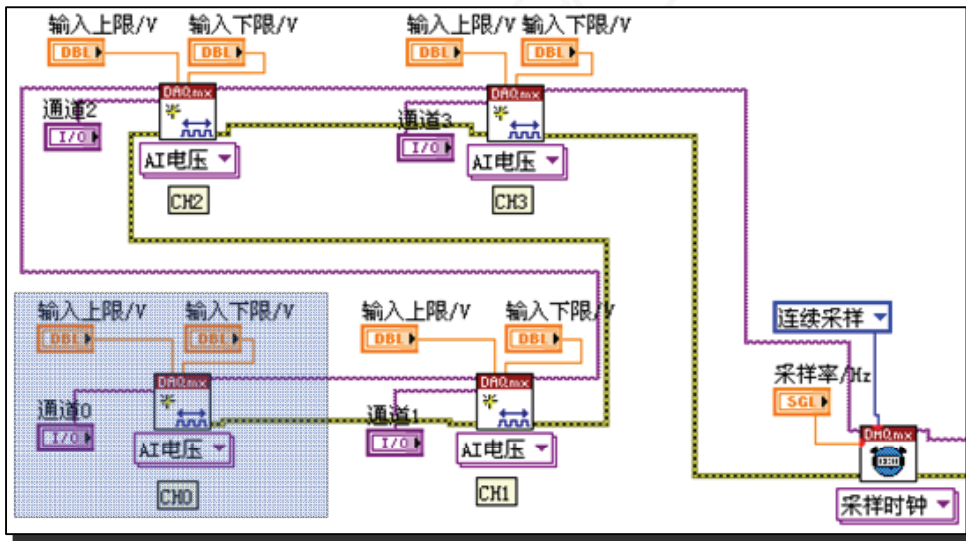 输入上限/V 输入下限/V 输入上限/V 输入下限/V
DBL DBL DBL DBL
DAQmx DAQmx
通道2 通道3
I/O I/O
AI电压 AI电压
CH2 CH3
输入上限/V 输入下限/V 输入上限/V 输入下限/V
连续采样
DBL DBL DBL DBL
采样率/Hz
DAQmx DAQmx
SGL
通道0 通道1
I/O I/O
DAQmx
AI电压 AI电压
CH0 CH1
采样时钟